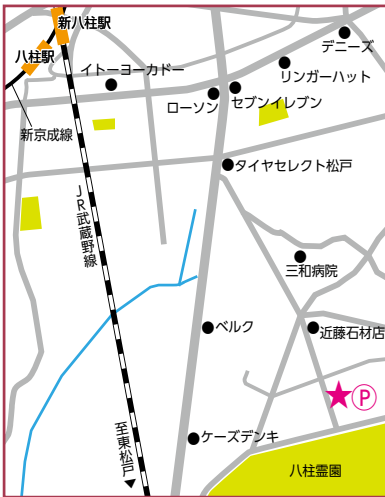 新八柱駅
八柱駅
デニーズ
イトーヨーカドー
リンガーハット
ローソン
セブンイレブン
新京成線
タイヤセレクト松戸
JR武蔵野線
三和病院
ベルク
近藤石材店
P
至東松戸
ケーズデンキ
八柱霊園